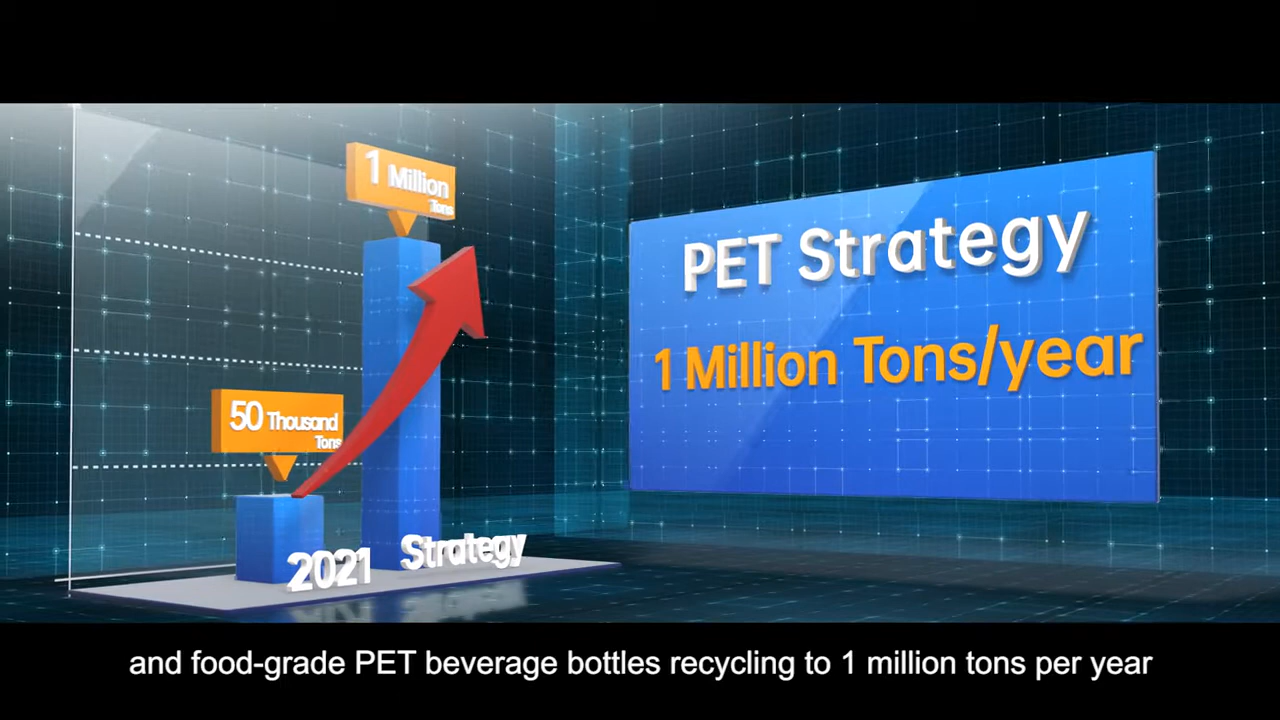 1 Million
Tons
50 Thousand
Tons
2021
Strategy
PET Strategy
1 Million Tons/year
and food-grade PET beverage bottles recycling to 1 million tons per year